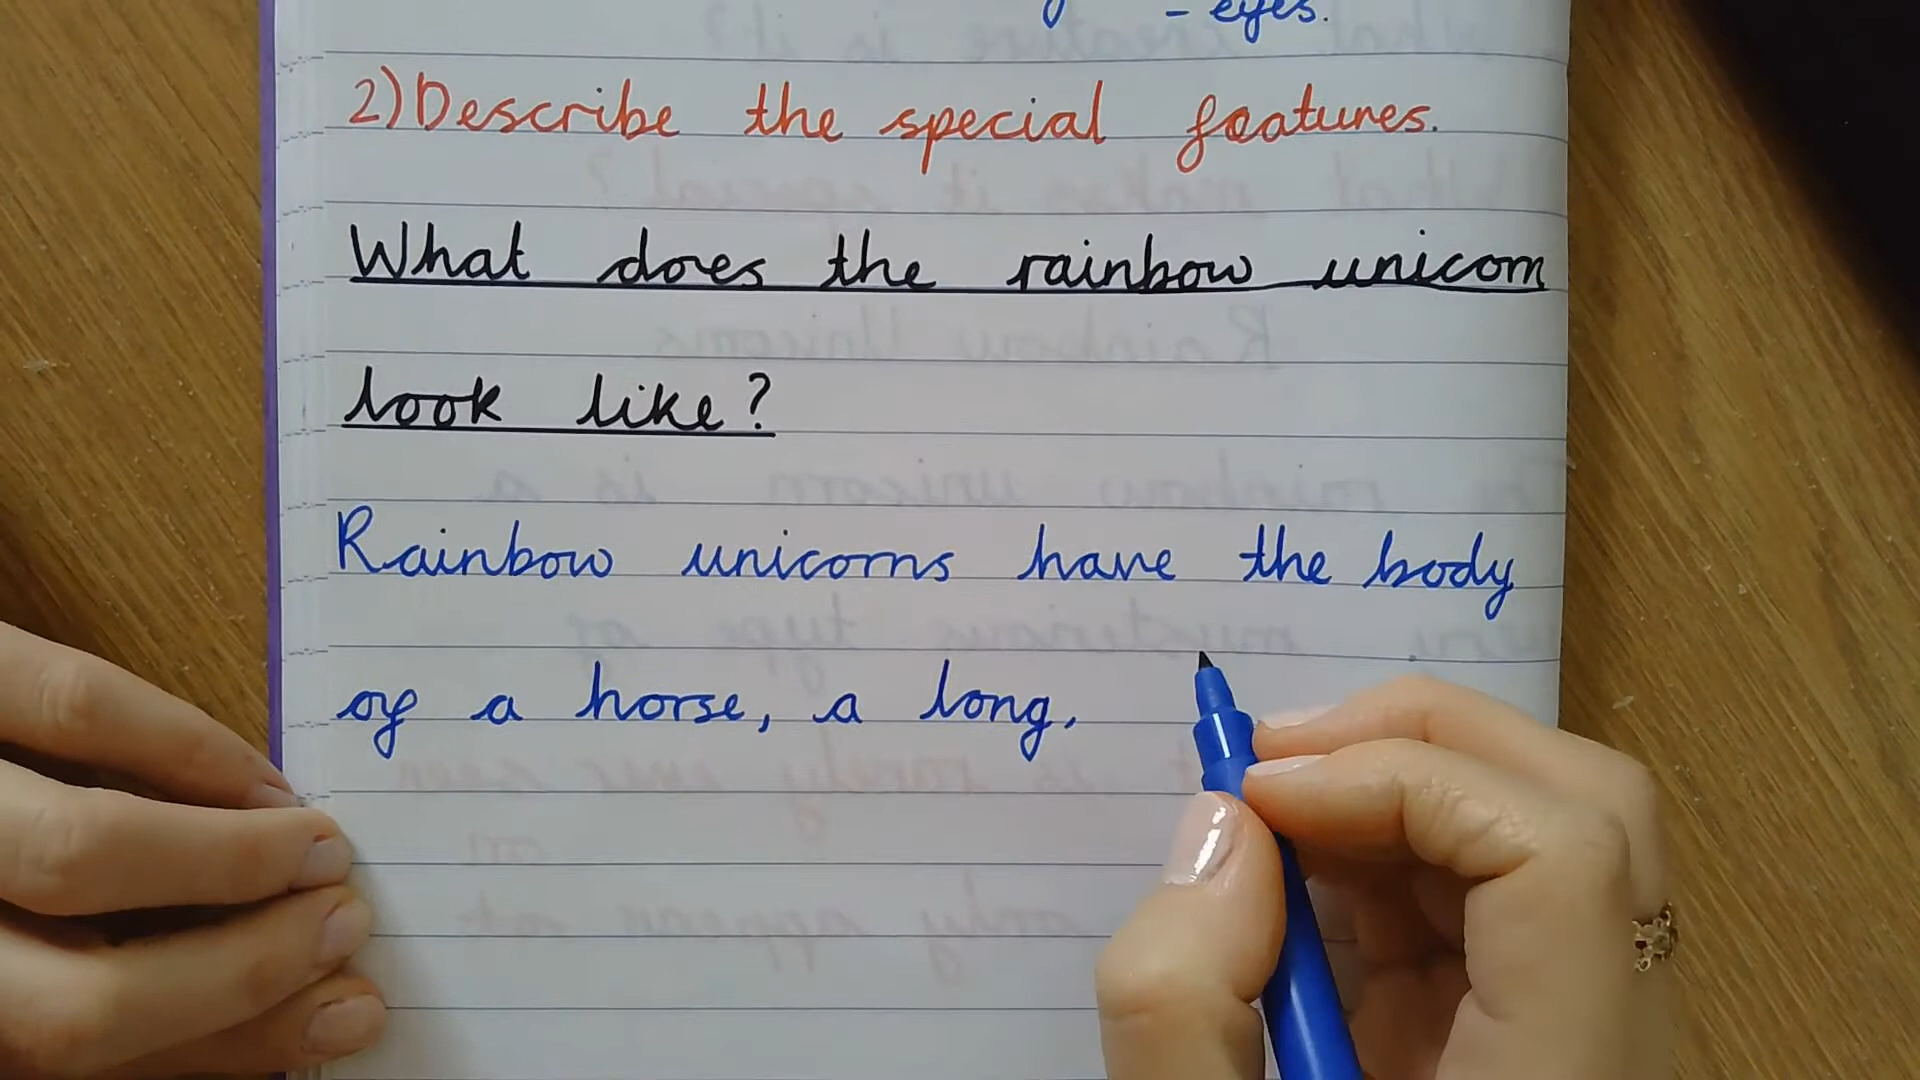 - eyes.
2) Describe the special features.
What does the rainbow unicorn
look like?
Rainbow unicorns have the body
of a horse, a long,